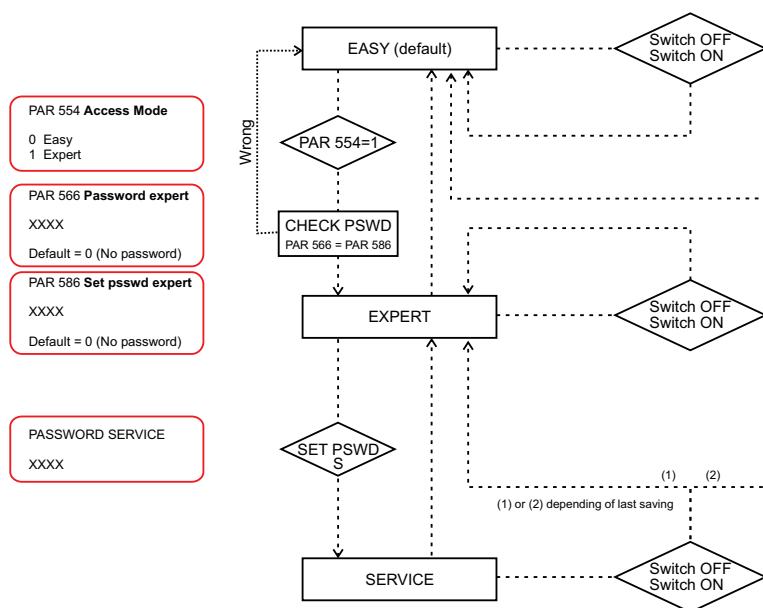 EASY (default)
Switch OFF
Switch ON
PAR 554 Access Mode
0 Easy
1 Expert
Wrong
PAR 554=1
PAR 566 Password expert
XXXX
Default = 0 (No password)
CHECK PSWD
PAR 566 = PAR 586
PAR 586 Set psswd expert
XXXX
Default = 0 (No password)
EXPERT
Switch OFF
Switch ON
PASSWORD SERVICE
XXXX
SET PSWD
S
(1)
(2)
(1) or (2) depending of last saving
SERVICE
Switch OFF
Switch ON